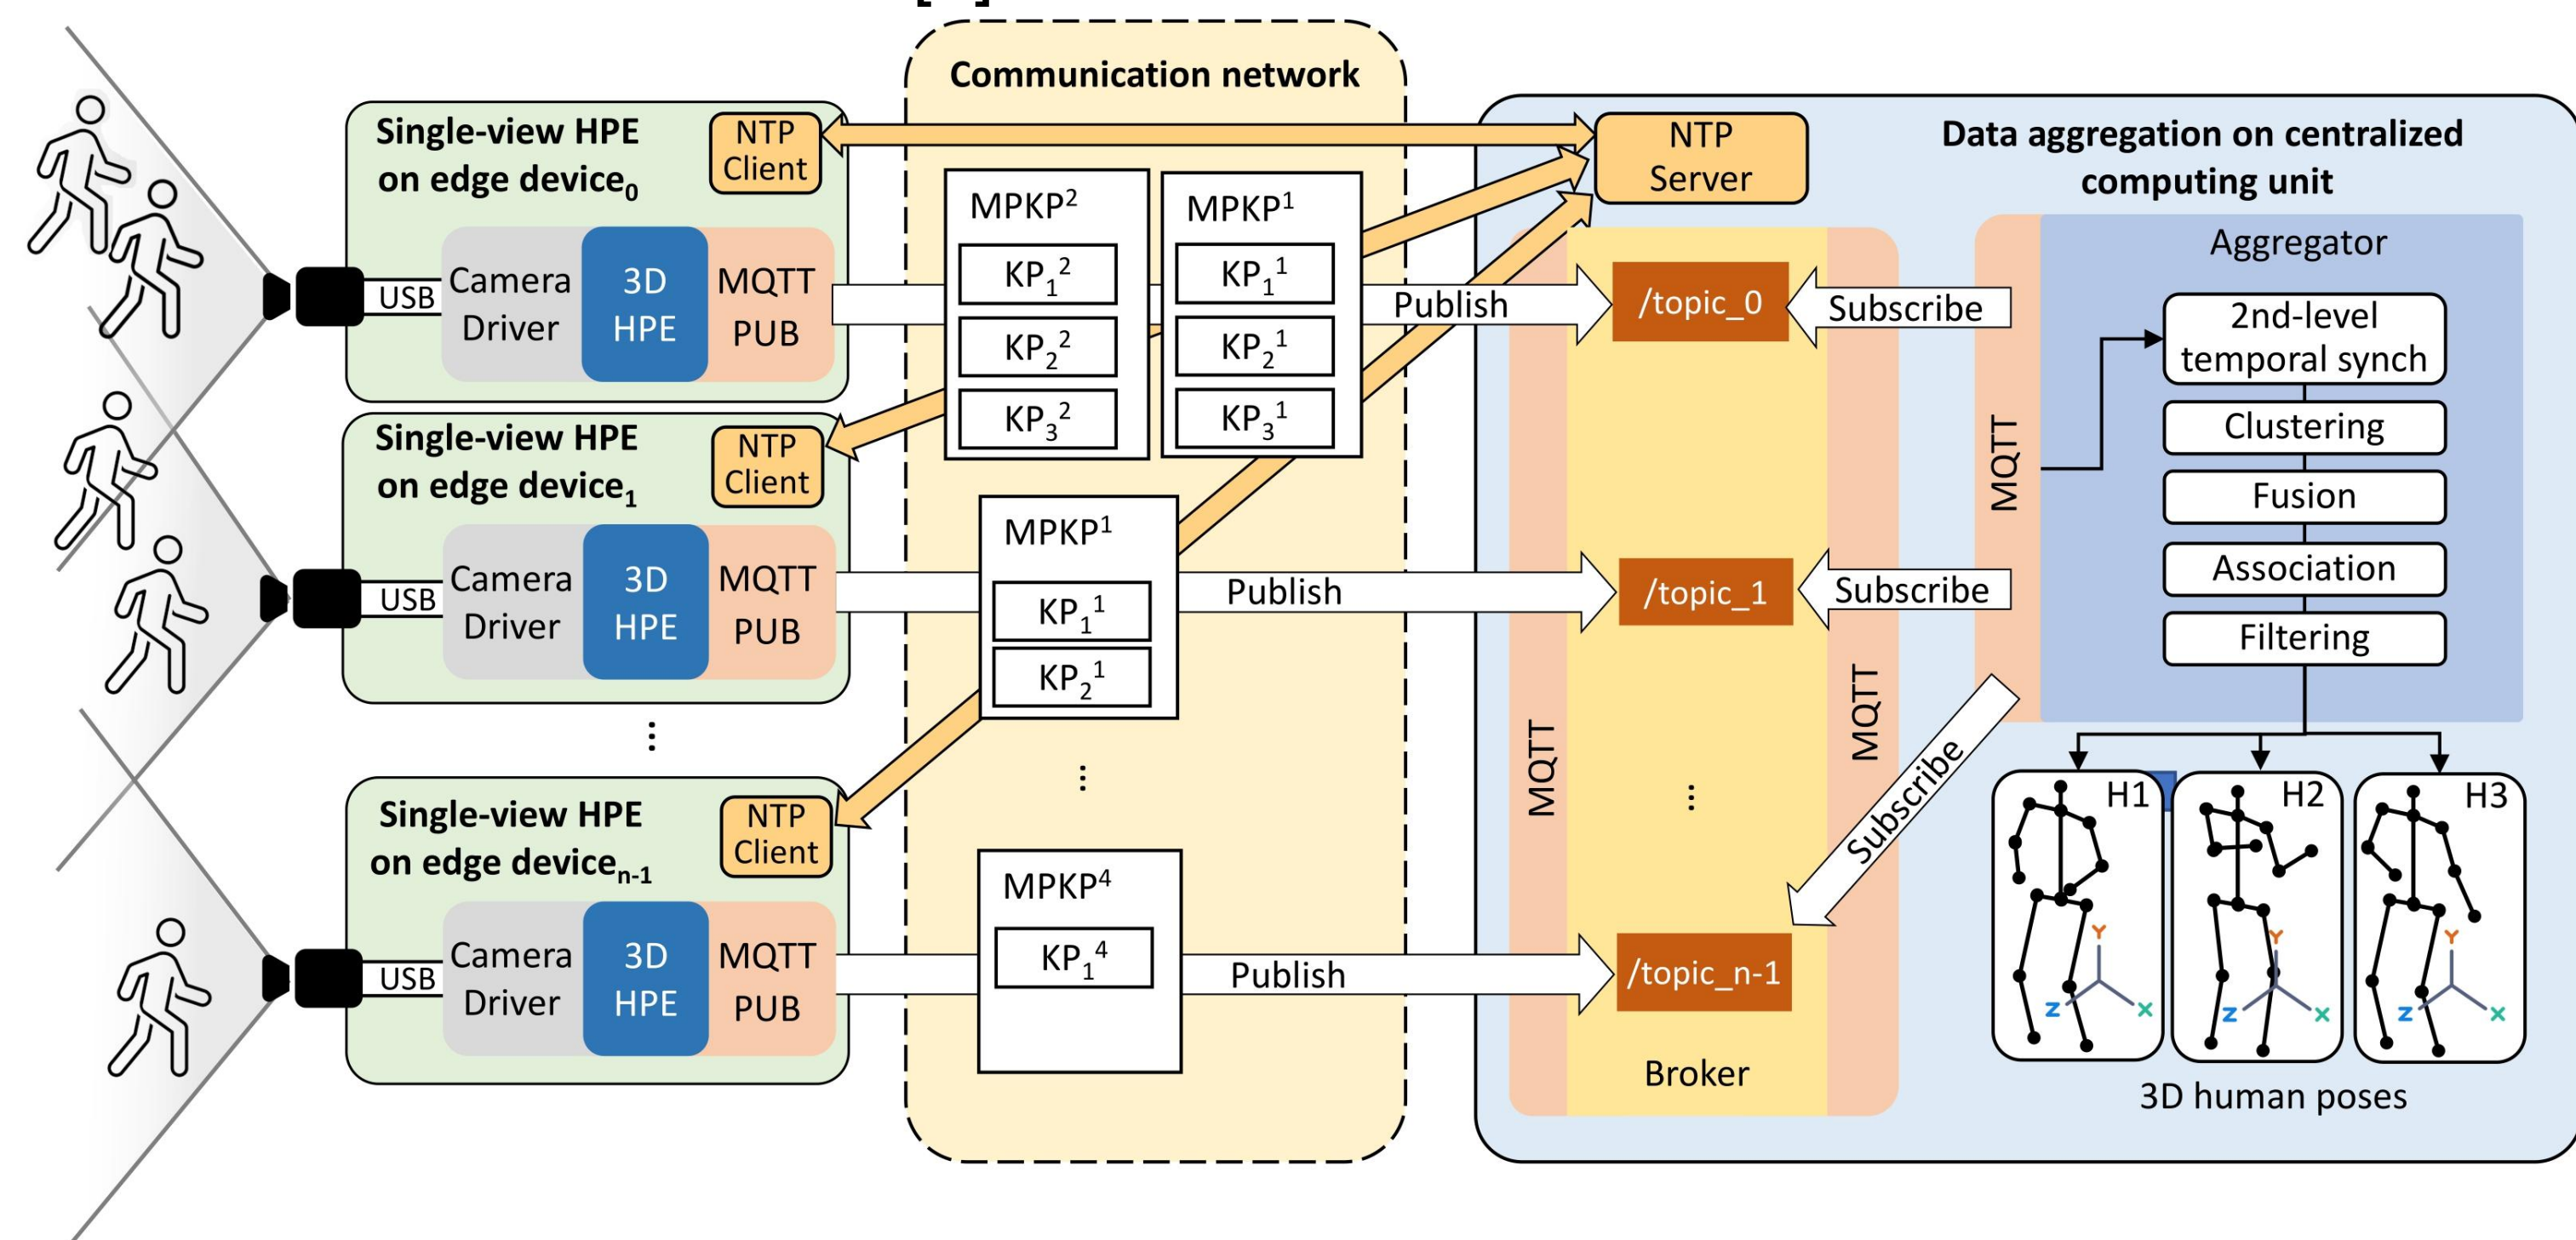 Communication network
Single-view HPE
on edge device0
NTP
Client
USB
Camera
Driver
3D
HPE
MQTT
PUB
Single-view HPE
on edge device1
NTP
Client
USB
Camera
Driver
3D
HPE
MQTT
PUB
⋮
Single-view HPE
on edge devicen-1
NTP
Client
USB
Camera
Driver
3D
HPE
MQTT
PUB
MPKP²
KP₁²
KP₂²
KP₃²
MPKP¹
KP₁¹
KP₂¹
KP₃¹
Publish
MPKP¹
KP₁¹
KP₂¹
Publish
⋮
MPKP⁴
KP₁⁴
Publish
NTP
Server
Data aggregation on centralized
computing unit
MQTT
/topic_0
/topic_1
⋮
/topic_n-1
Broker
MQTT
Subscribe
Subscribe
Subscribe
MQTT
Aggregator
2nd-level
temporal synch
Clustering
Fusion
Association
Filtering
H1
Y
Z
X
H2
Y
Z
X
H3
Y
Z
X
3D human poses